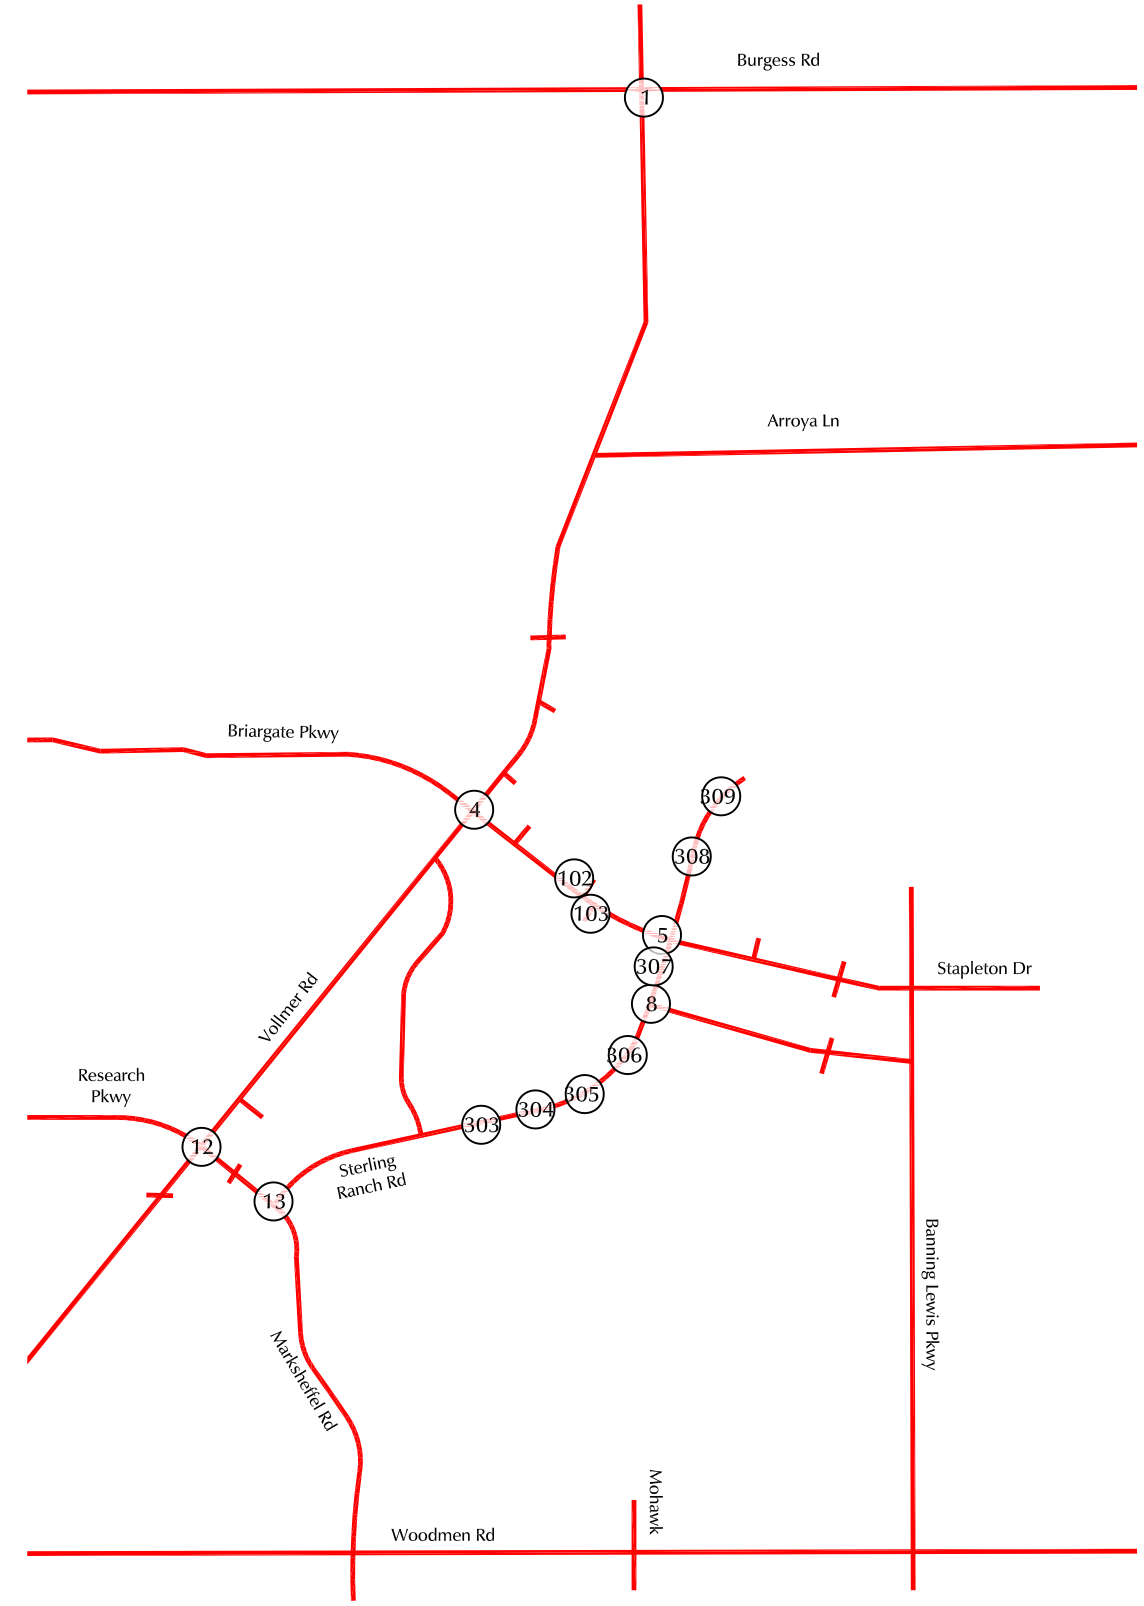 Burgess Rd
1
Arroya Ln
Briargate Pkwy
4
309
308
102
103
5
307
Stapleton Dr
8
Vollmer Rd
306
Research
Pkwy
305
304
303
12
Sterling
Ranch Rd
13
Banning Lewis Pkwy
Marksheffel Rd
Mohawk
Woodmen Rd